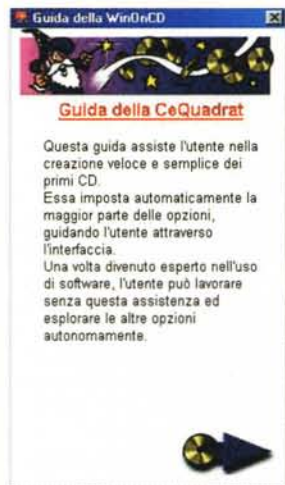 Guida della WinOnCD
Guida della CeQuadrat
Questa guida assiste l'utente nella
creazione veloce e semplice dei
primi CD.
Essa imposta automaticamente la
maggior parte delle opzioni,
guidando l'utente attraverso
l'interfaccia.
Una volta divenuto esperto nell'uso
di software, l'utente può lavorare
senza questa assistenza ed
esplorare le altre opzioni
autonomamente.